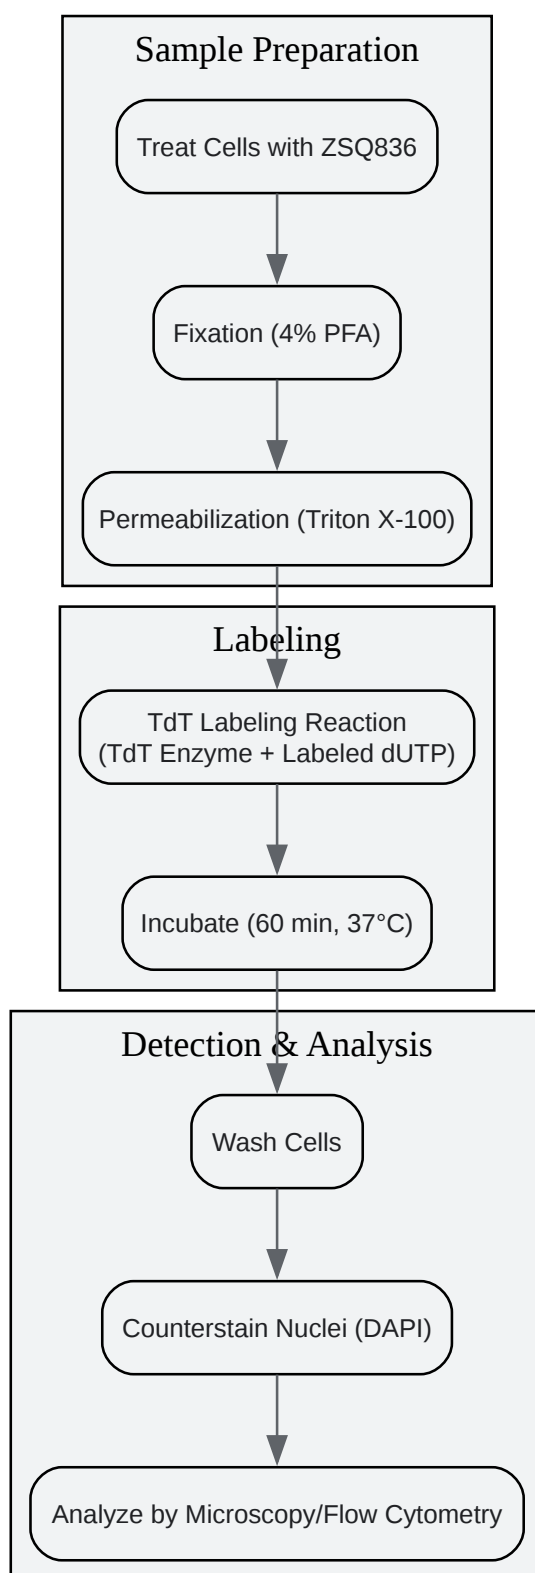 Sample Preparation
Treat Cells with ZSQ836
Fixation (4% PFA)
Permeabilization (Triton X-100)
Labeling
TdT Labeling Reaction
(TdT Enzyme + Labeled dUTP)
Incubate (60 min, 37°C)
Detection & Analysis
Wash Cells
Counterstain Nuclei (DAPI)
Analyze by Microscopy/Flow Cytometry